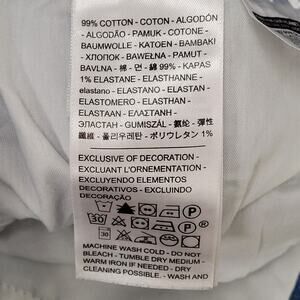 99% COTTON - COTON - ALGODÓN
- ALGODÃO - PAMUK - COTONE -
BAUMWOLLE - KATOEN - BAMBAKI
- ХЛОПОК - BAWEŁNA - PAMUT -
BAVLNA - 棉 - 면 - 綿 99% - KAPAS
1% ELASTANE - ELASTHANNE -
elastano - ELASTANO - ELASTAN -
ELASTOMERO - ELASTHAN -
ELASTAAN - ΕΛΑΣΤΑΝΗ -
ЭЛАСТАН - GUMISZÁL - 氨纶 - 彈性
纖維 - 폴리우레탄 - ポリウレタン 1%
EXCLUSIVE OF DECORATION -
EXCLUANT L'ORNEMENTATION -
EXCLUYENDO ELEMENTOS
DECORATIVOS - EXCLUINDO
DECORAÇÃO
30
P
30
MACHINE WASH COLD - DO NOT
BLEACH - TUMBLE DRY MEDIUM -
WARM IRON IF NEEDED - DRY
CLEANING POSSIBLE. - WASH AND